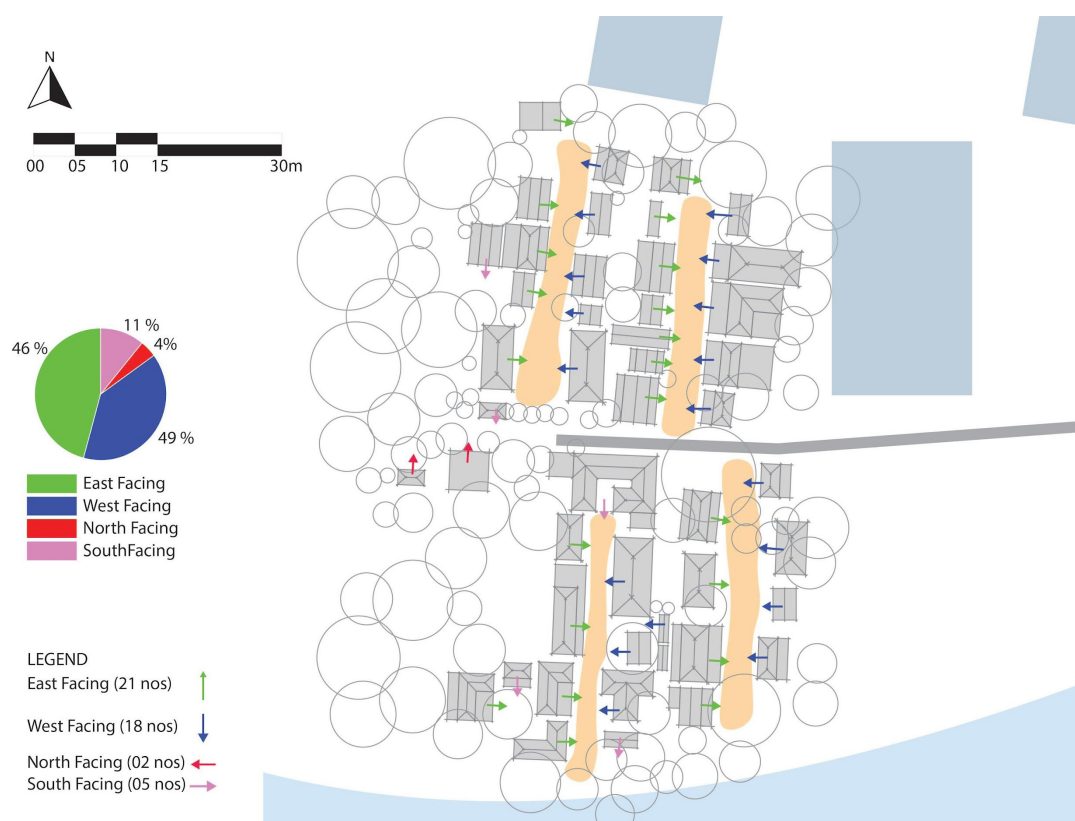 N
00 05 10 15 30m
11 %
4%
46 %
49 %
East Facing
West Facing
North Facing
SouthFacing
LEGEND
East Facing (21 nos)
West Facing (18 nos)
North Facing (02 nos)
South Facing (05 nos)